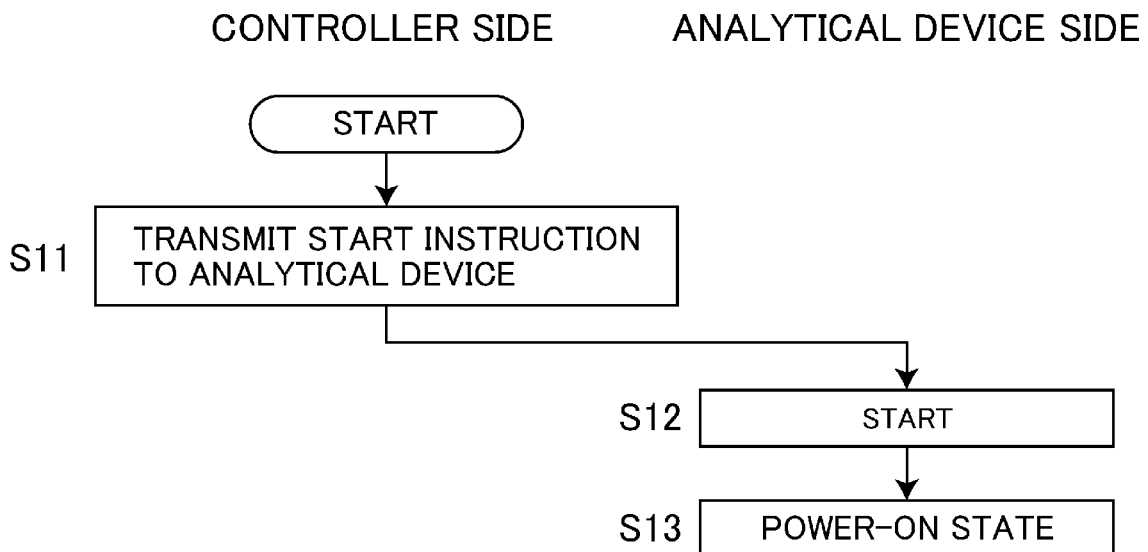 CONTROLLER SIDE
ANALYTICAL DEVICE SIDE
START
S11
TRANSMIT START INSTRUCTION
TO ANALYTICAL DEVICE
S12
START
S13
POWER-ON STATE